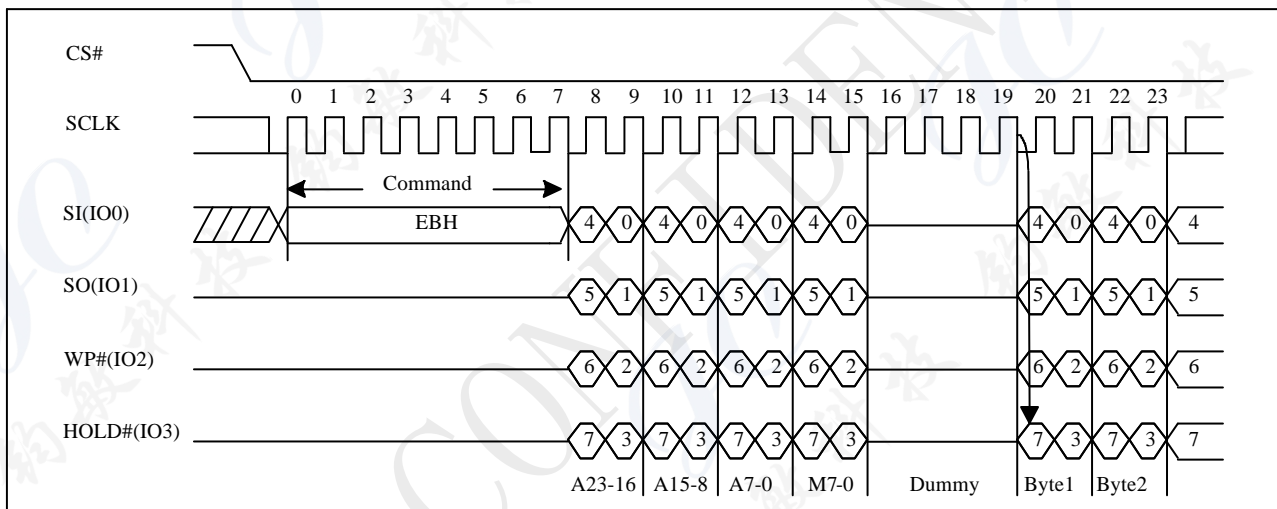 CS#
0 1 2 3 4 5 6 7 8 9 10 11 12 13 14 15 16 17 18 19 20 21 22 23
SCLK
Command
SI(IO0) EBH 4 0 4 0 4 0 4 0 4 0 4 0 4
SO(IO1) 5 1 5 1 5 1 5 1 5 1 5 1 5
WP#(IO2) 6 2 6 2 6 2 6 2 6 2 6 2 6
HOLD#(IO3) 7 3 7 3 7 3 7 3 7 3 7 3 7
A23-16 A15-8 A7-0 M7-0 Dummy Byte1 Byte2